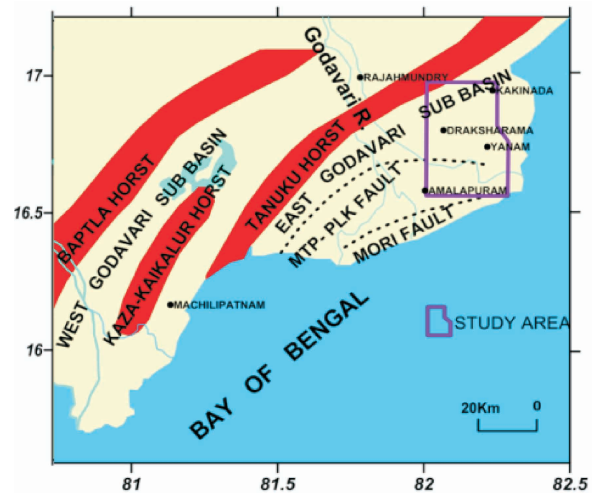 17
16.5
16
Godavari R.
RAJAHMUNDRY
SUB BASIN
KAKINADA
DRAKSHARAMA
YANAM
EAST GODAVARI
AMALAPURAM
TANUKU HORST
MTP- PLK FAULT
MORI FAULT
BAPTLA HORST
WEST GODAVARI SUB BASIN
KAZA-KAIKALUR HORST
MACHILIPATNAM
BAY OF BENGAL
STUDY AREA
20Km 0
81 81.5 82 82.5